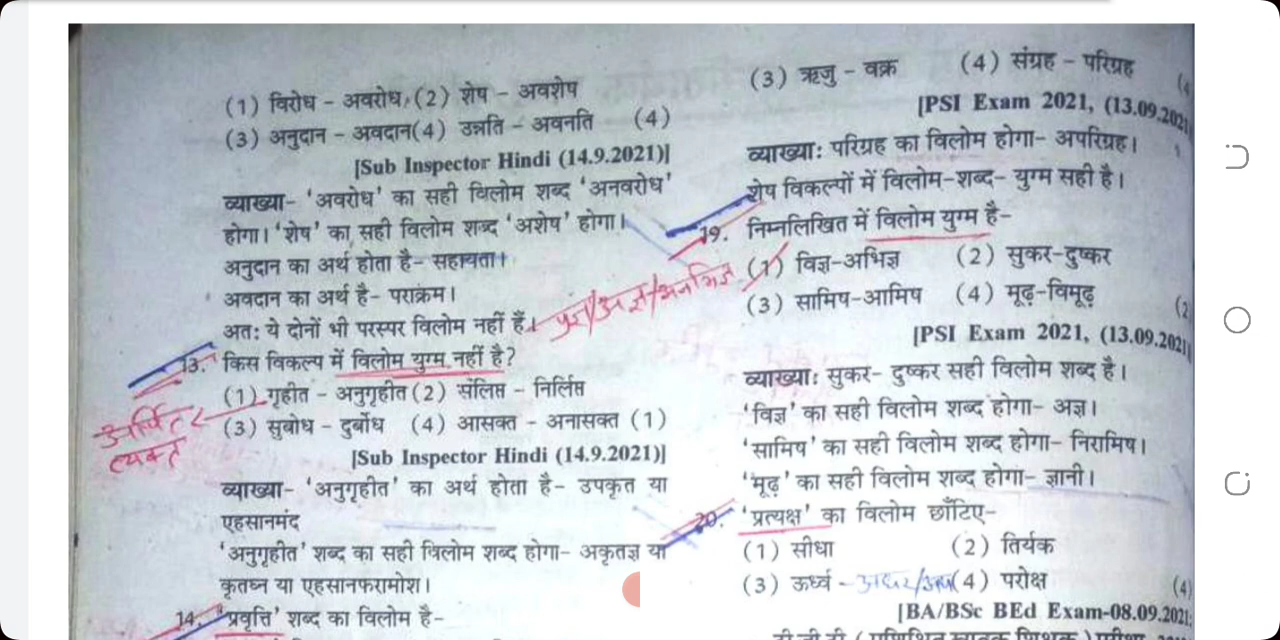 (1) विरोध - अवरोध (2) शेष - अवशेष
(3) अनुदान - अवदान(4) उन्नति - अवनति (4)
[Sub Inspector Hindi (14.9.2021)]
व्याख्या- 'अवरोध' का सही विलोम शब्द 'अनवरोध'
होगा। 'शेष' का सही विलोम शब्द 'अशेष' होगा।
अनुदान का अर्थ होता है- सहायता।
अवदान का अर्थ है- पराक्रम।
अतः ये दोनों भी परस्पर विलोम नहीं हैं।
13. किस विकल्प में विलोम युग्म नहीं है?
(1) गृहीत - अनुगृहीत (2) संलिप्त - निर्लिप्त
(3) सुबोध - दुर्बोध (4) आसक्त - अनासक्त (1)
त्यक्त
[Sub Inspector Hindi (14.9.2021)]
व्याख्या- 'अनुगृहीत' का अर्थ होता है- उपकृत या
एहसानमंद
'अनुगृहीत' शब्द का सही विलोम शब्द होगा- अकृतज्ञ या
कृतघ्न या एहसानफरामोश।
14. 'प्रवृत्ति' शब्द का विलोम है-
(3) ऋजु - वक्र (4) संग्रह - परिग्रह
[PSI Exam 2021, (13.09.2021
व्याख्याः परिग्रह का विलोम होगा- अपरिग्रह।
शेष विकल्पों में विलोम-शब्द- युग्म सही है।
19. निम्नलिखित में विलोम युग्म है-
(1) विज्ञ-अभिज्ञ (2) सुकर-दुष्कर
/अज्ञ/अनभिज्ञ
(3) सामिष-आमिष (4) मूढ़-विमूढ़ (2
[PSI Exam 2021, (13.09.2021
व्याख्याः सुकर- दुष्कर सही विलोम शब्द है।
'विज्ञ' का सही विलोम शब्द होगा- अज्ञ।
'सामिष' का सही विलोम शब्द होगा- निरामिष।
'मूढ़' का सही विलोम शब्द होगा- ज्ञानी।
20. 'प्रत्यक्ष' का विलोम छाँटिए-
(1) सीधा (2) तिर्यक
(3) ऊर्ध्व - (4) परोक्ष (4)
[BA/BSc BEd Exam-08.09.2021